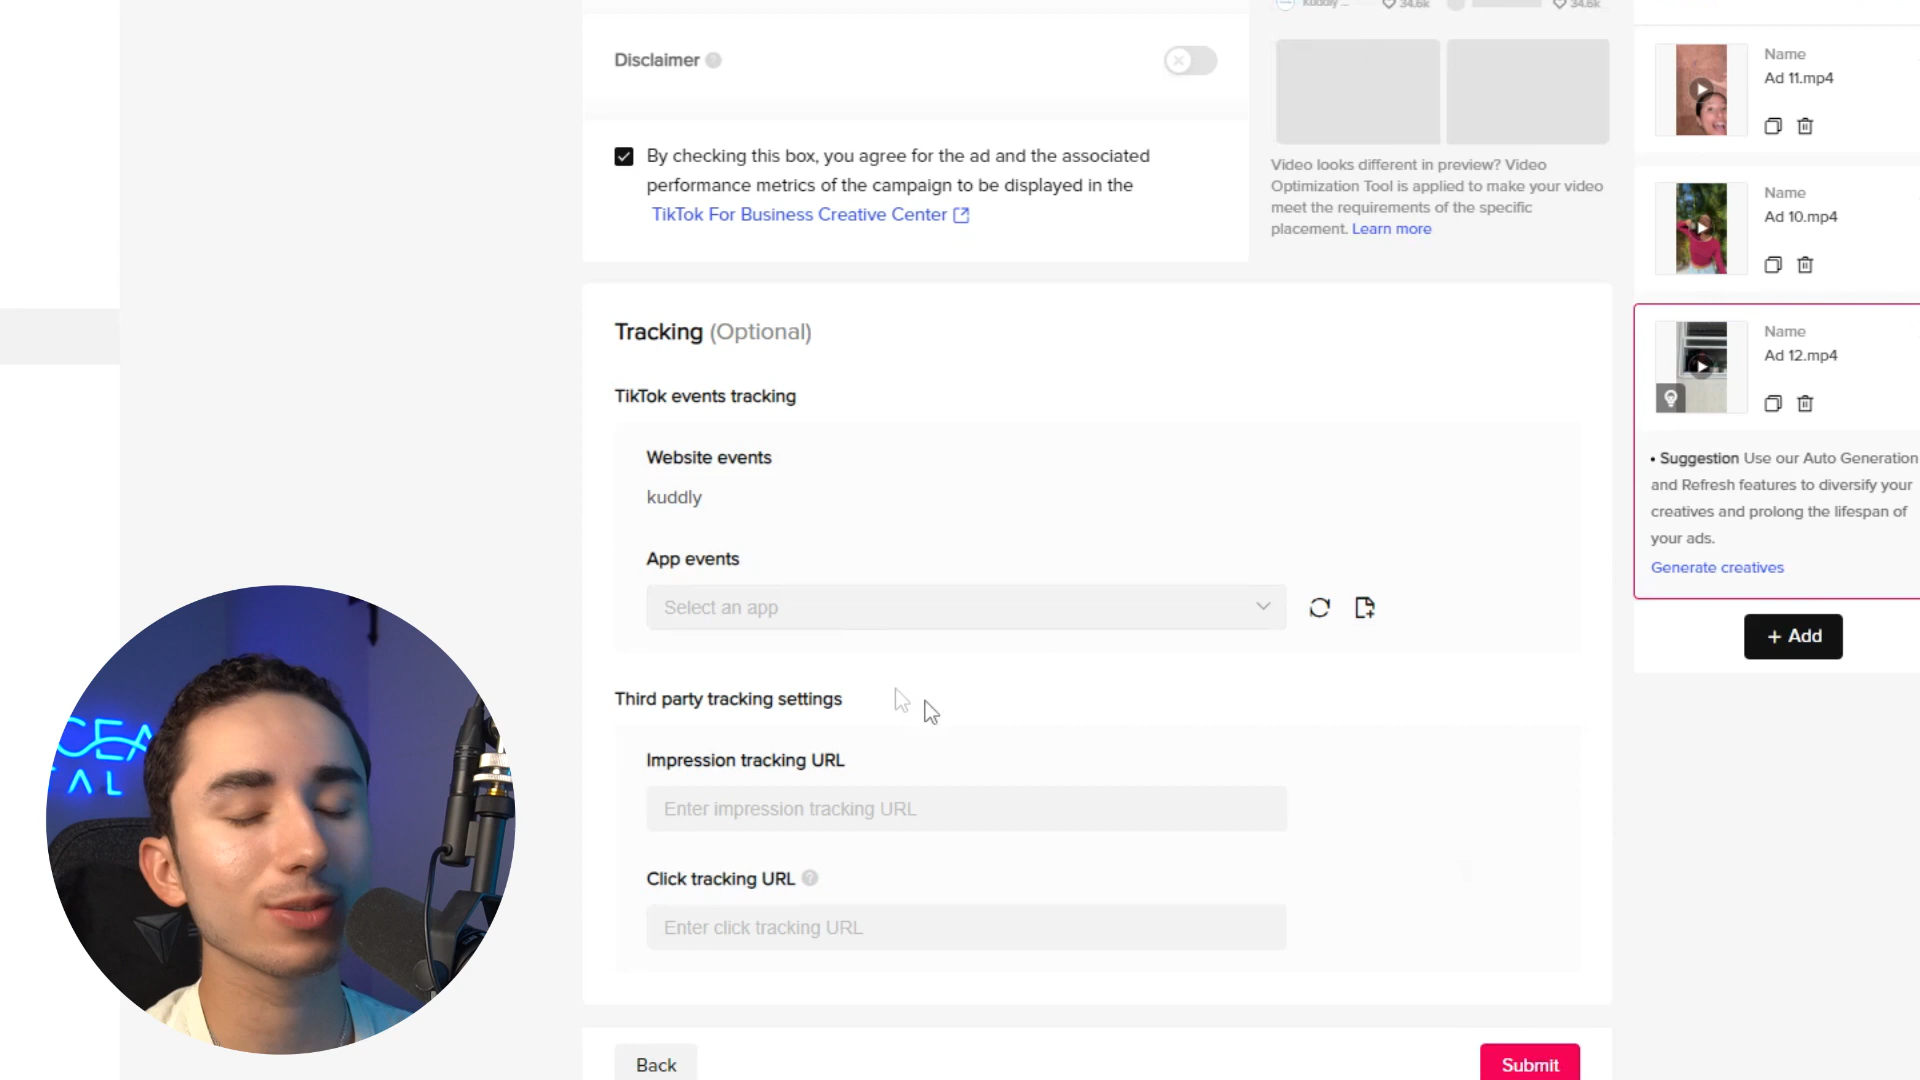 Kuddly ...
34.6k
34.6k
Disclaimer
By checking this box, you agree for the ad and the associated
performance metrics of the campaign to be displayed in the
TikTok For Business Creative Center
Video looks different in preview? Video
Optimization Tool is applied to make your video
meet the requirements of the specific
placement. Learn more
Name
Ad 11.mp4
Name
Ad 10.mp4
Name
Ad 12.mp4
• Suggestion Use our Auto Generation
and Refresh features to diversify your
creatives and prolong the lifespan of
your ads.
Generate creatives
+ Add
Tracking (Optional)
TikTok events tracking
Website events
kuddly
App events
Select an app
Third party tracking settings
Impression tracking URL
Enter impression tracking URL
Click tracking URL
Enter click tracking URL
Back
Submit